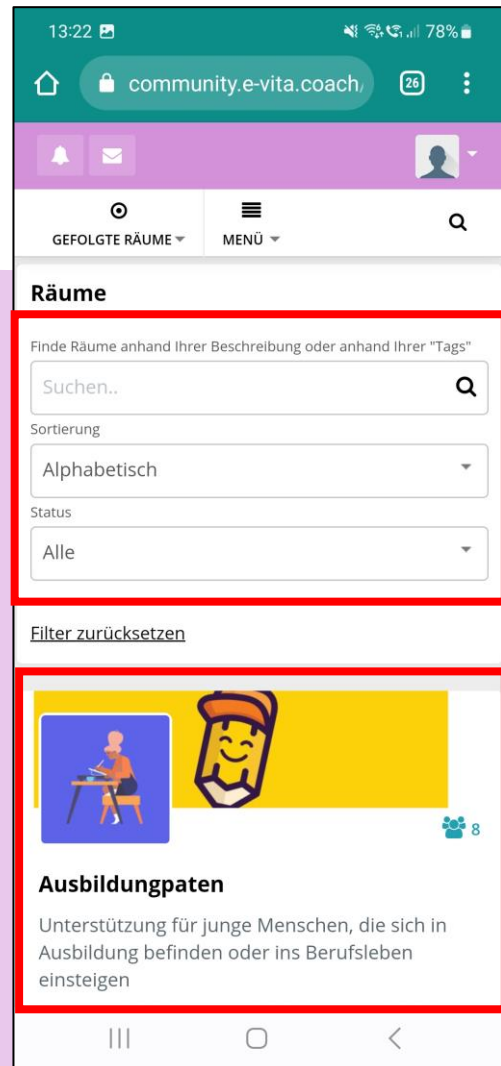 13:22 78%
community.e-vita.coach/ 26
GEFOLGTE RÄUME MENÜ
Räume
Finde Räume anhand Ihrer Beschreibung oder anhand Ihrer "Tags"
Suchen..
Sortierung
Alphabetisch
Status
Alle
Filter zurücksetzen
8
Ausbildungpaten
Unterstützung für junge Menschen, die sich in
Ausbildung befinden oder ins Berufsleben
einsteigen